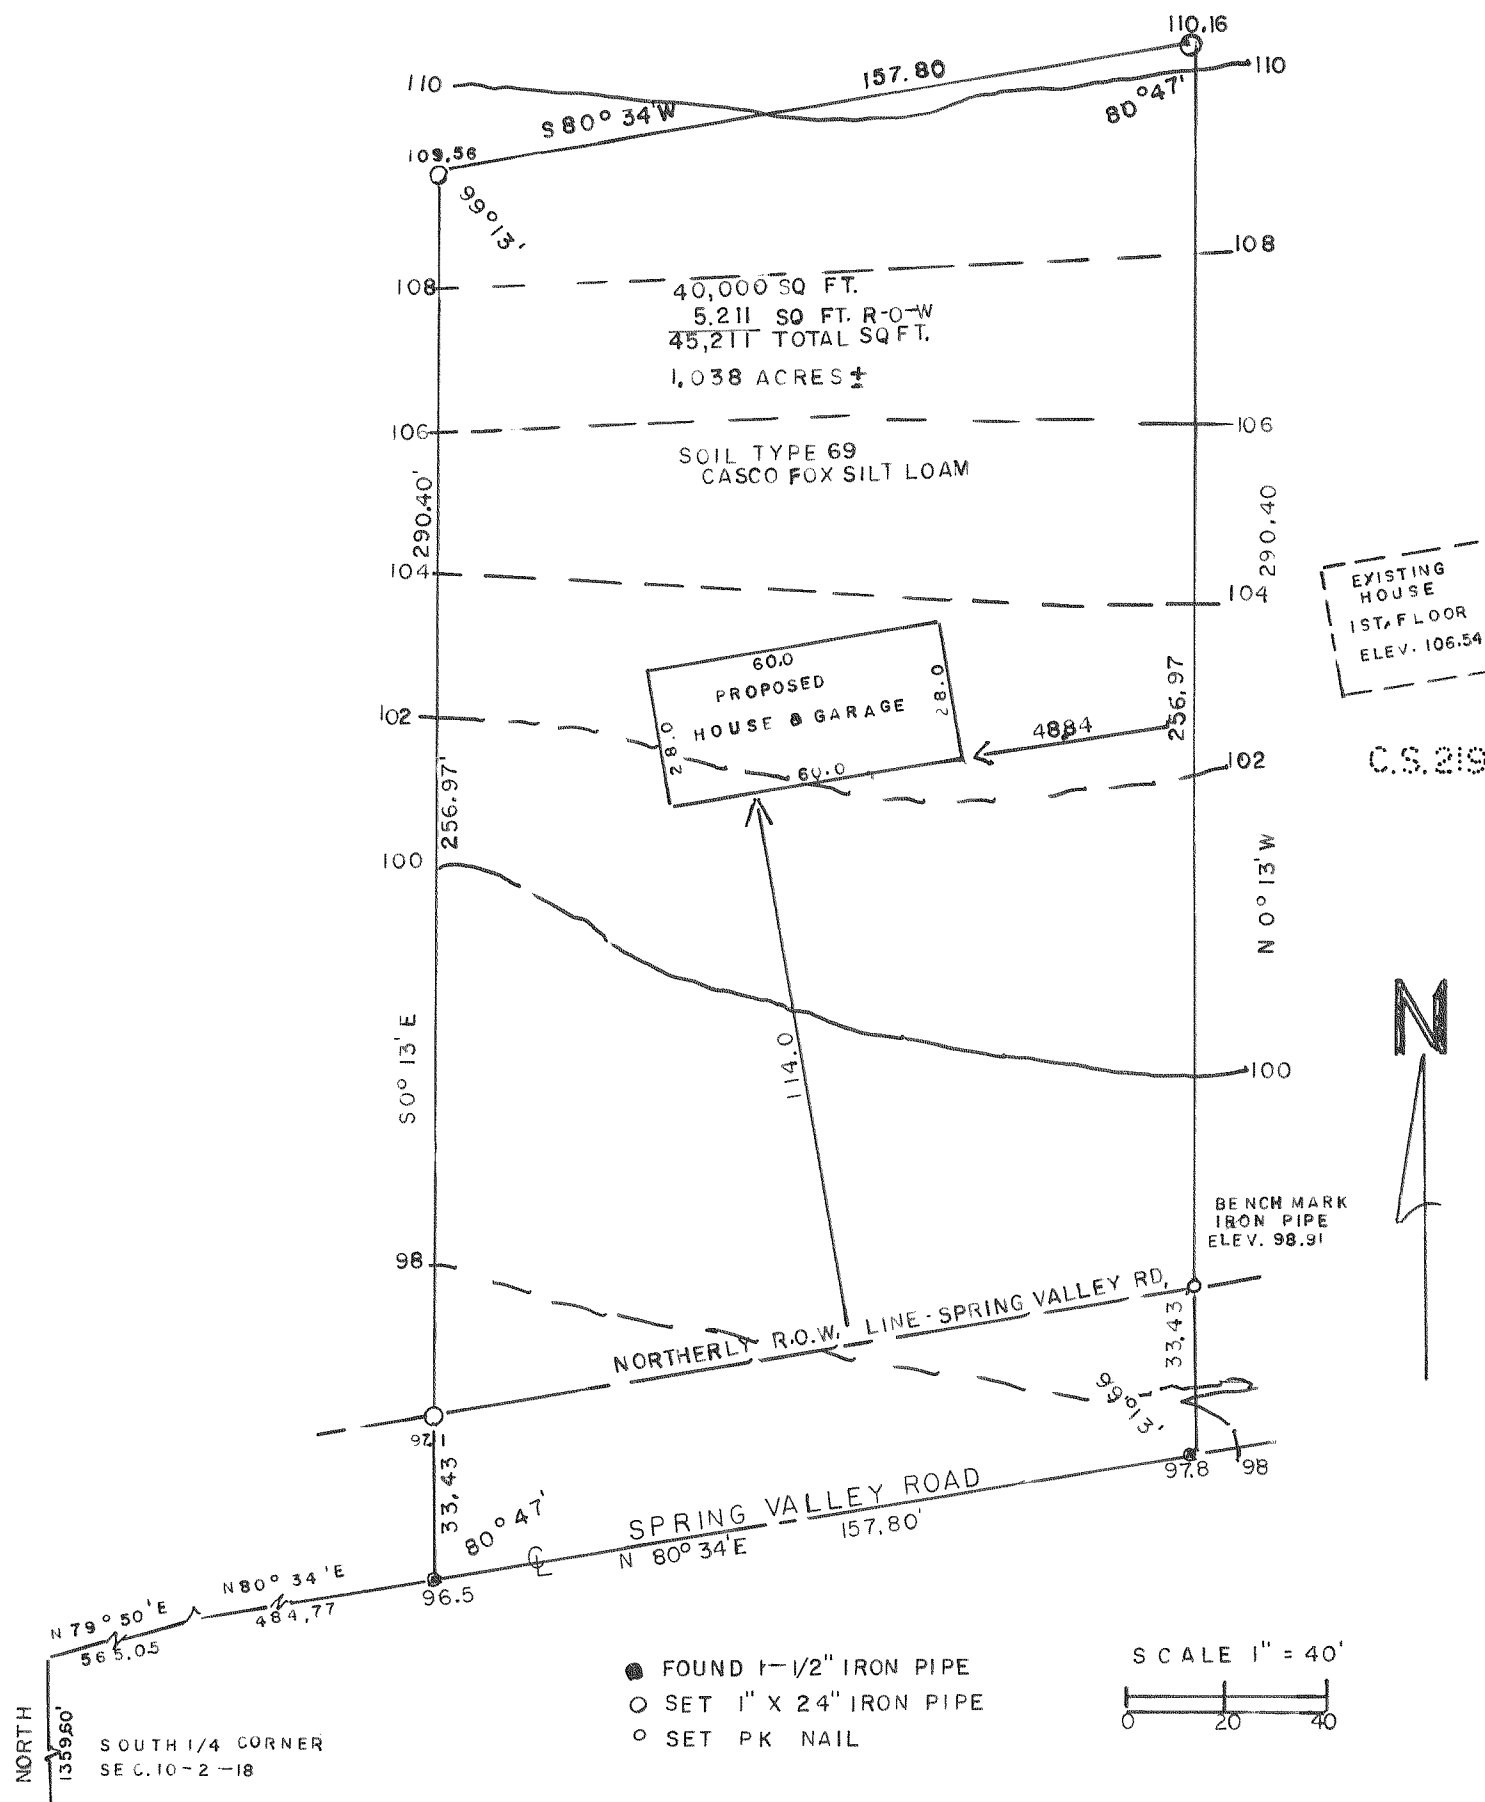 110.16
157.80
110
110
S 80° 34'W
80°47'
109.56
99°13'
108
108
40,000 SQ FT.
5.211 SQ FT. R-O-W
45,211 TOTAL SQ FT.
1.038 ACRES ±
106
106
SOIL TYPE 69
CASCO FOX SILT LOAM
290.40'
290.40
104
104
EXISTING
HOUSE
1ST. FLOOR
ELEV. 106.54
60.0
PROPOSED
HOUSE & GARAGE
28.0
28.0
60.0
48.84
256.97
102
102
C.S. 219
256.97'
100
N 0° 13' W
N
S 0° 13' E
114.0
100
BENCH MARK
IRON PIPE
ELEV. 98.91
98
NORTHERLY R.O.W. LINE - SPRING VALLEY RD.
33.43
99°13'
97.1
33.43
80° 47'
97.8
98
SPRING VALLEY ROAD
N 80° 34'E
157.80'
CL
96.5
N 80° 34 'E
484.77
N 79° 50'E
565.05
● FOUND 1-1/2" IRON PIPE
○ SET 1" X 24" IRON PIPE
○ SET PK NAIL
SCALE 1" = 40'
0 20 40
NORTH
1359.60'
SOUTH 1/4 CORNER
SEC. 10-2-18